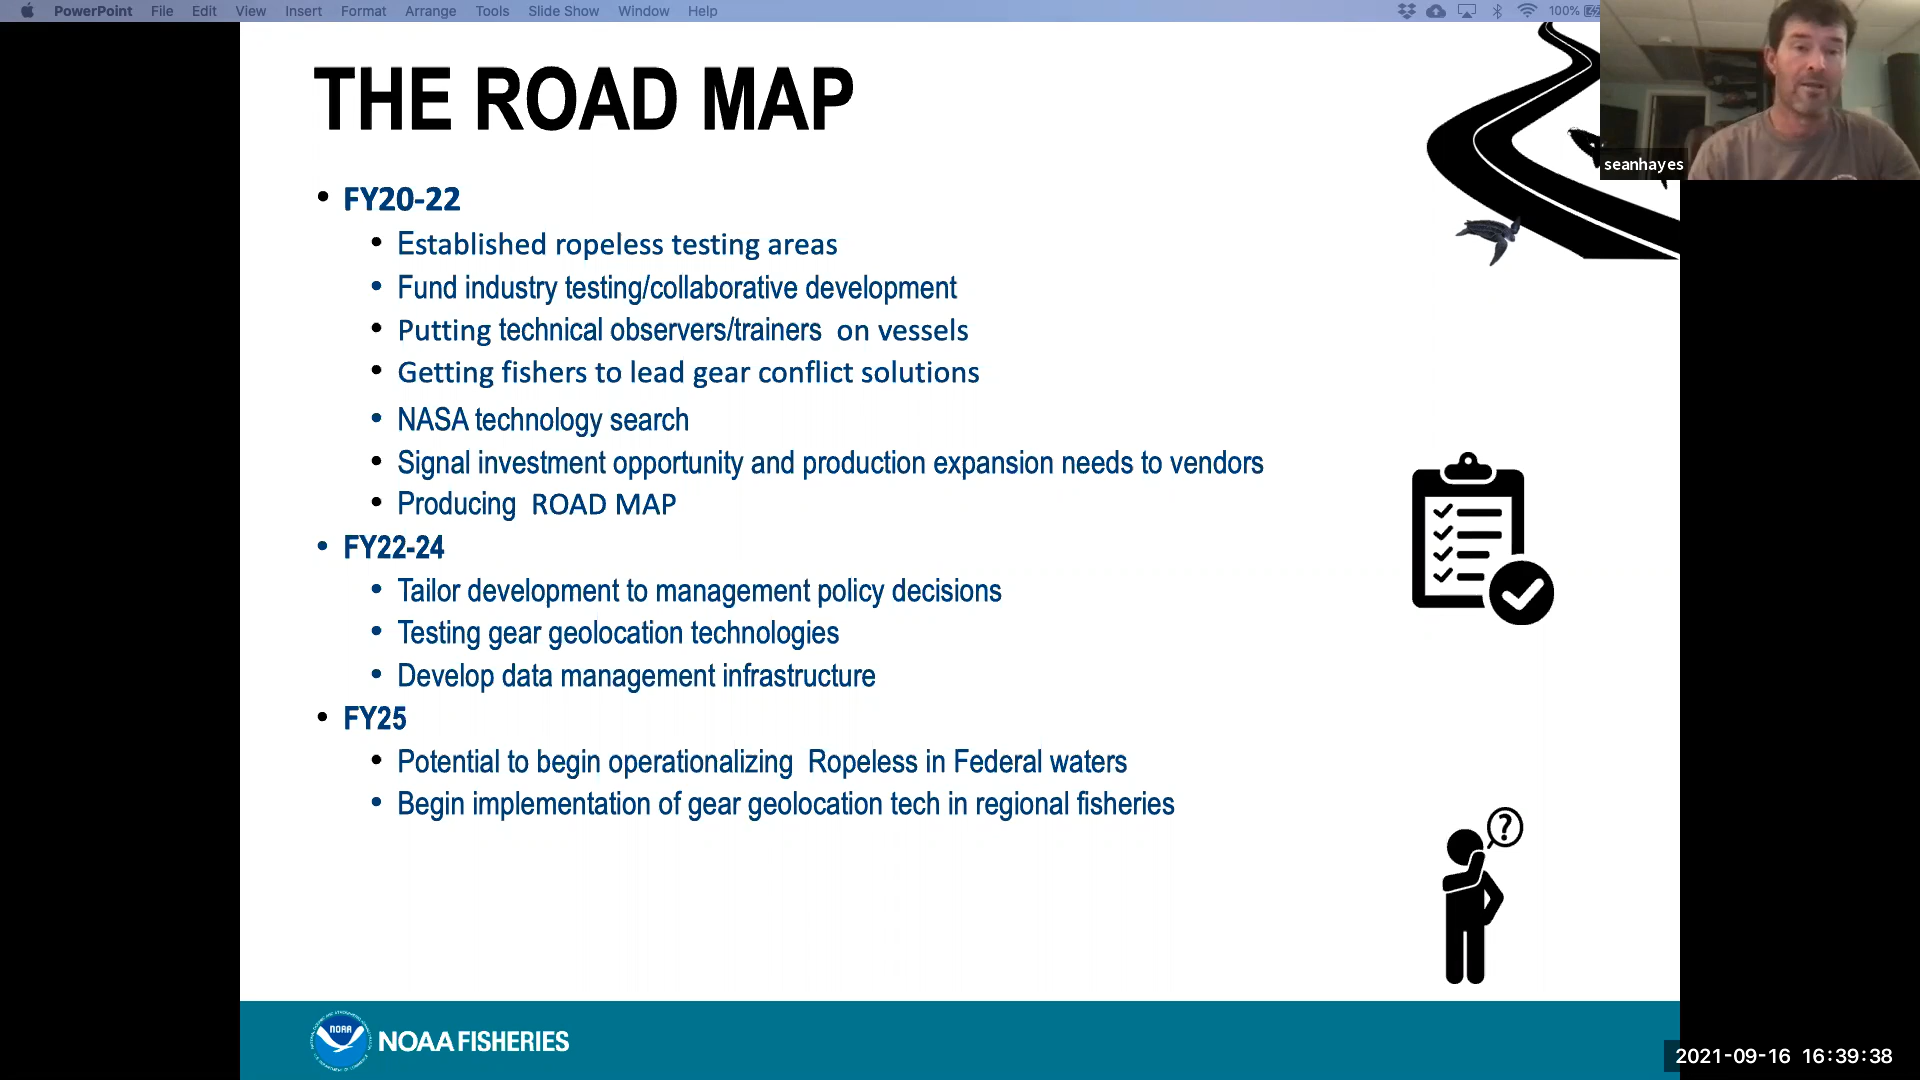 PowerPoint File Edit View Insert Format Arrange Tools Slide Show Window Help 100%
THE ROAD MAP
seanhayes
• FY20-22
• Established ropeless testing areas
• Fund industry testing/collaborative development
• Putting technical observers/trainers on vessels
• Getting fishers to lead gear conflict solutions
• NASA technology search
• Signal investment opportunity and production expansion needs to vendors
• Producing ROAD MAP
• FY22-24
• Tailor development to management policy decisions
• Testing gear geolocation technologies
• Develop data management infrastructure
• FY25
• Potential to begin operationalizing Ropeless in Federal waters
• Begin implementation of gear geolocation tech in regional fisheries
?
NOAA
NOAA FISHERIES
2021-09-16 16:39:38